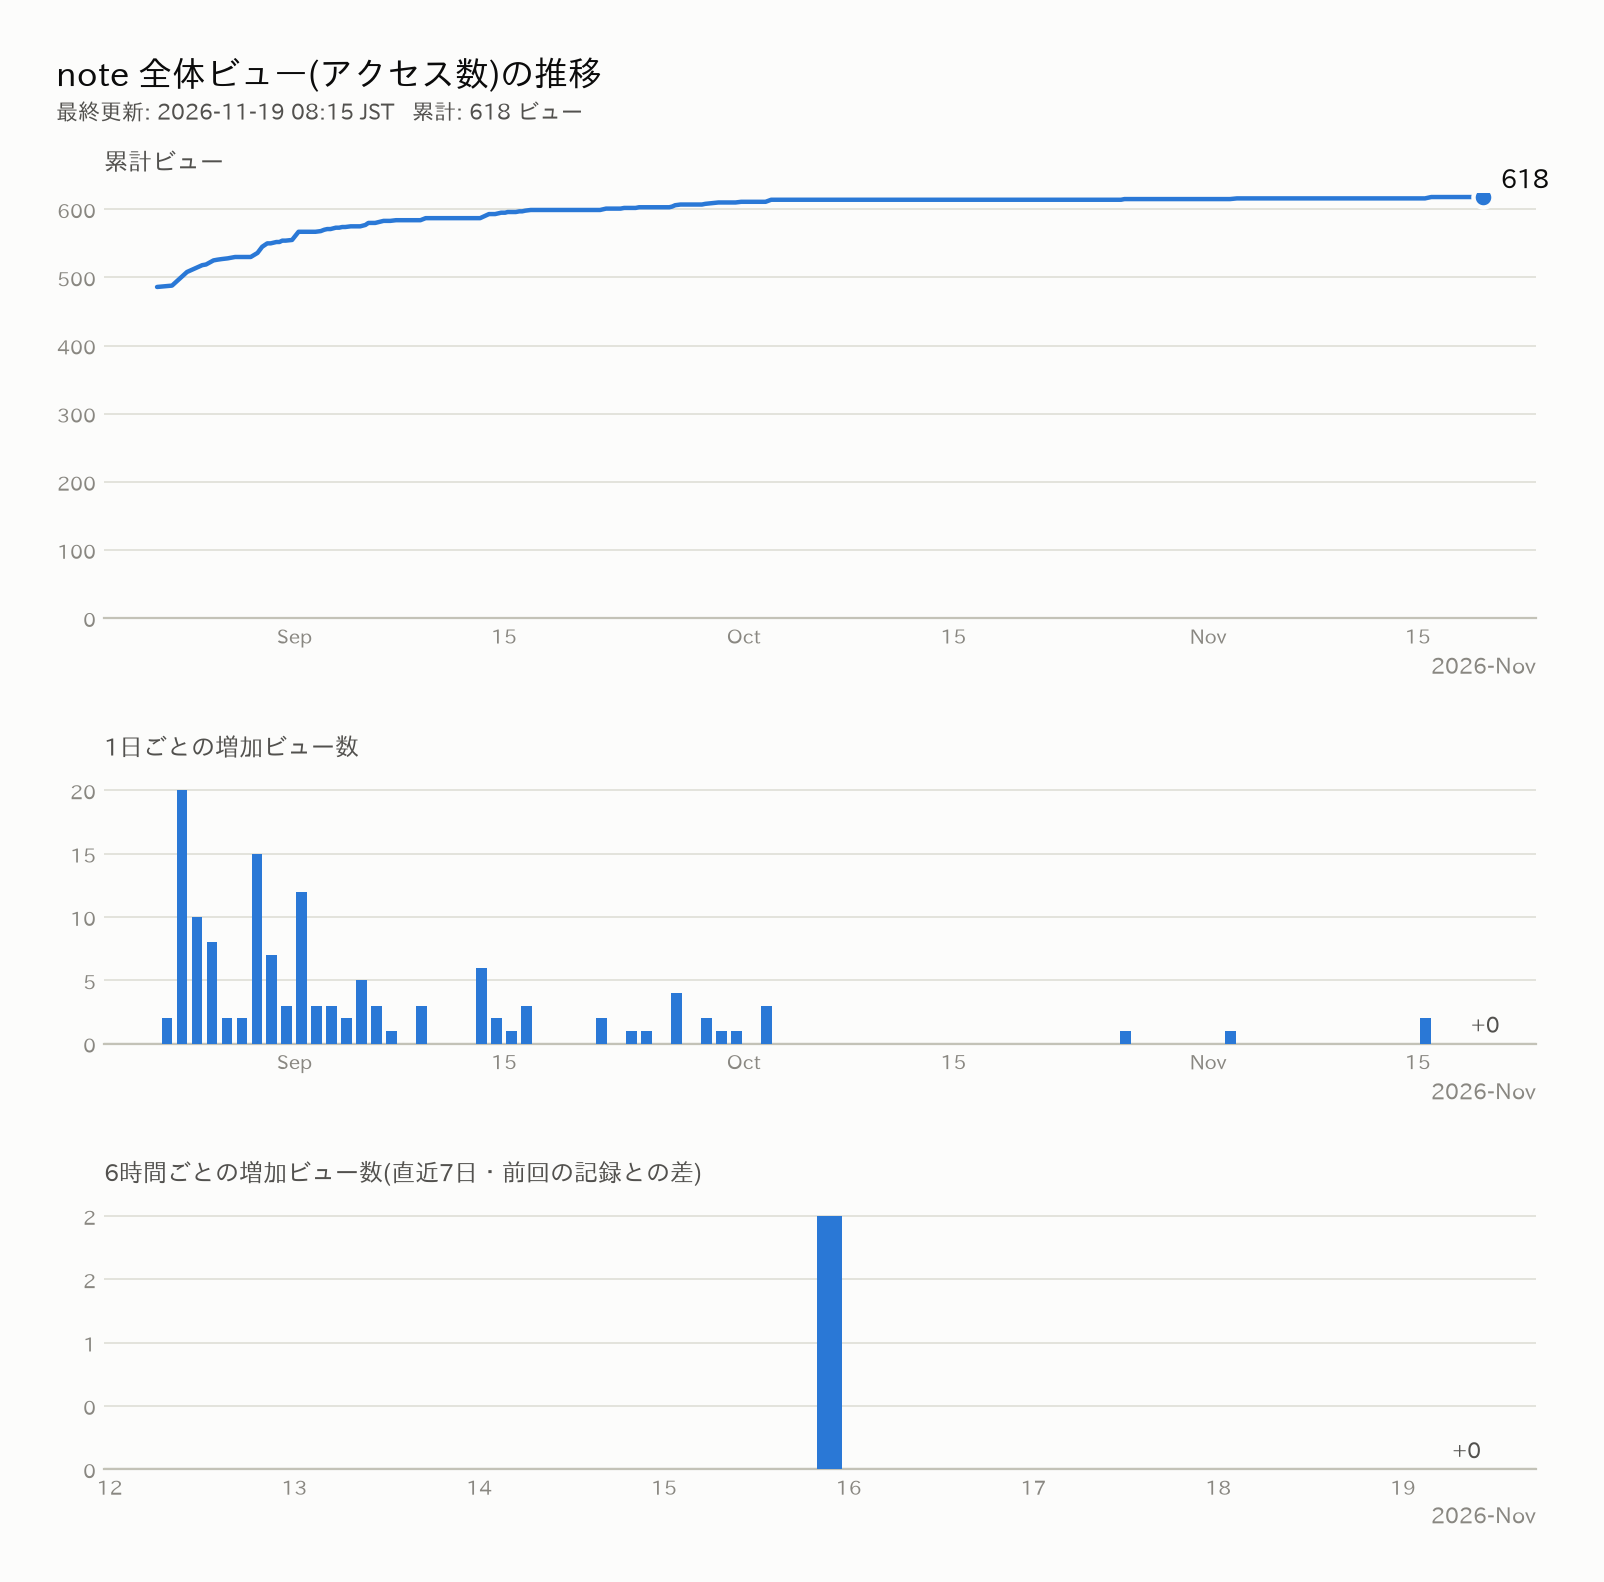 note 全体ビュー(アクセス数)の推移
最終更新: 2026-11-19 08:15 JST 累計: 618 ビュー
累計ビュー
618
600
500
400
300
200
100
0
Sep 15 Oct 15 Nov 15
2026-Nov
1日ごとの増加ビュー数
20
15
10
5
+0
0
Sep 15 Oct 15 Nov 15
2026-Nov
6時間ごとの増加ビュー数(直近7日・前回の記録との差)
2
2
1
0
+0
0
12 13 14 15 16 17 18 19
2026-Nov